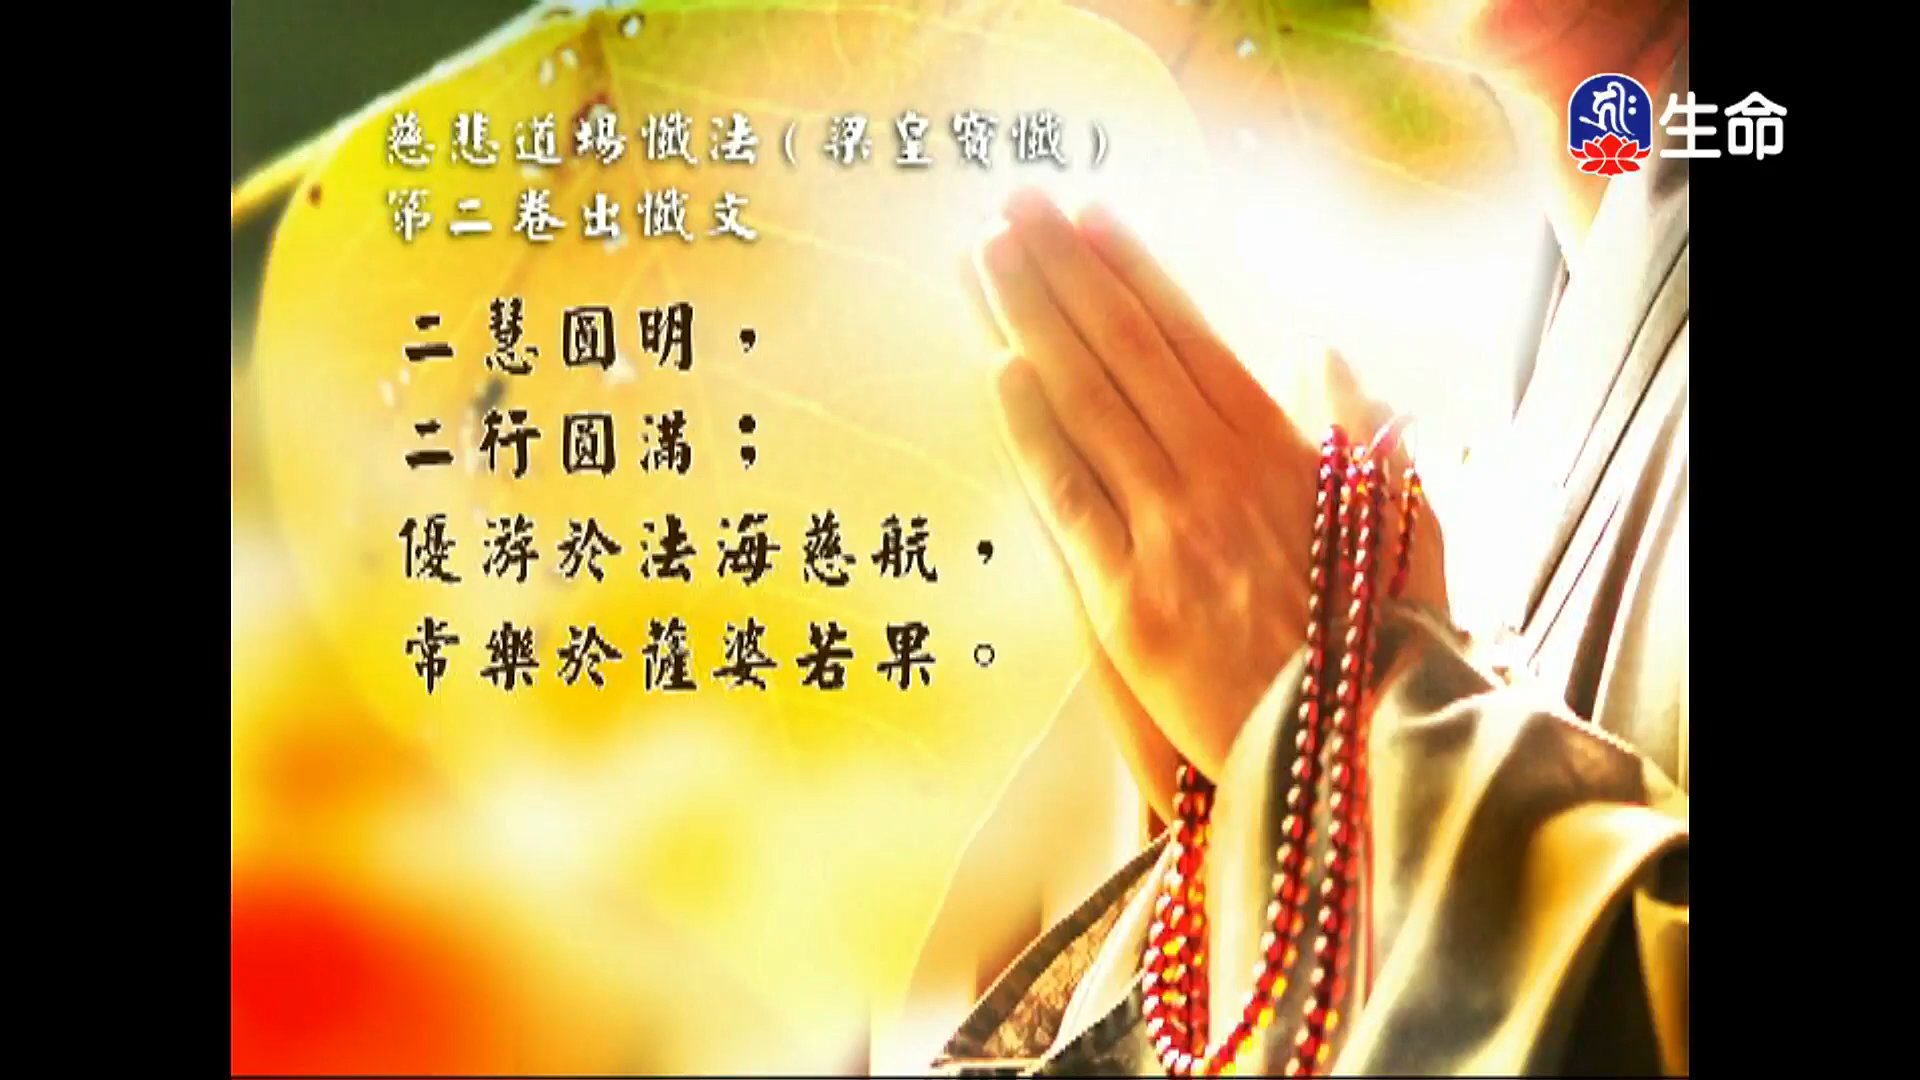 慈悲道場懺法（梁皇寶懺）
第二卷出懺文
二慧圓明，
二行圓滿；
優游於法海慈航，
常樂於薩婆若果。
生命